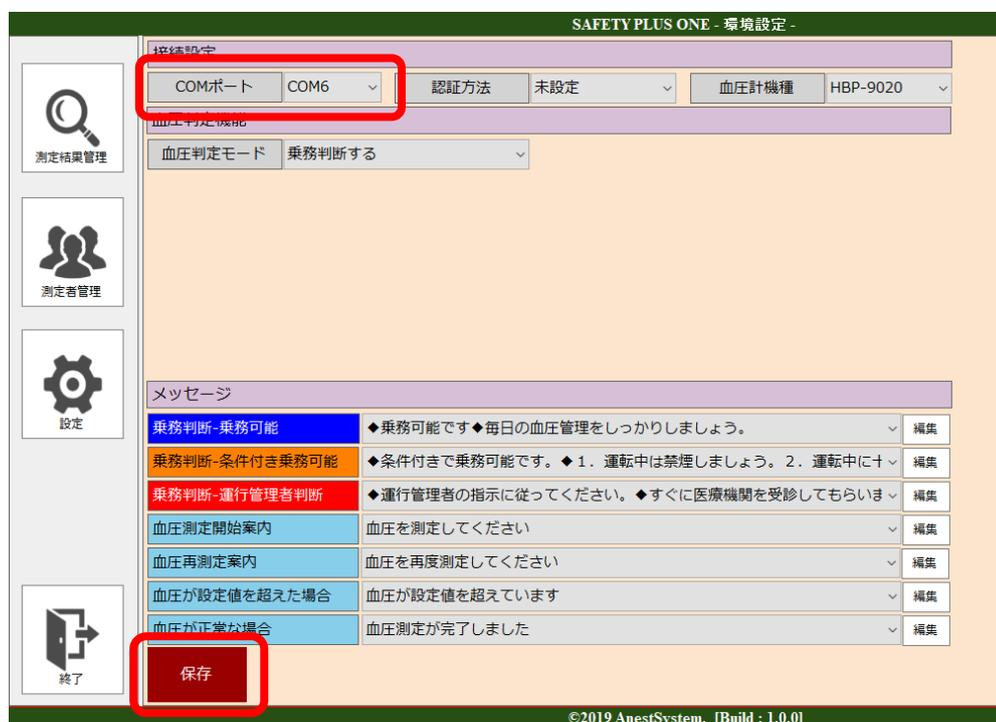 SAFETY PLUS ONE - 環境設定 -
接続設定
COMポート COM6 認証方法 未設定 血圧計機種 HBP-9020
血圧判定機能
血圧判定モード 乗務判断する
測定結果管理
測定者管理
設定
メッセージ
乗務判断-乗務可能 ◆乗務可能です◆毎日の血圧管理をしっかりしましょう。 編集
乗務判断-条件付き乗務可能 ◆条件付きで乗務可能です。◆1. 運転中は禁煙しましょう。2. 運転中に十 編集
乗務判断-運行管理者判断 ◆運行管理者の指示に従ってください。◆すぐに医療機関を受診してもらいま 編集
血圧測定開始案内 血圧を測定してください 編集
血圧再測定案内 血圧を再度測定してください 編集
血圧が設定値を超えた場合 血圧が設定値を超えています 編集
血圧が正常な場合 血圧測定が完了しました 編集
保存
終了
©2019 AnestSystem. [Build : 1.0.0]